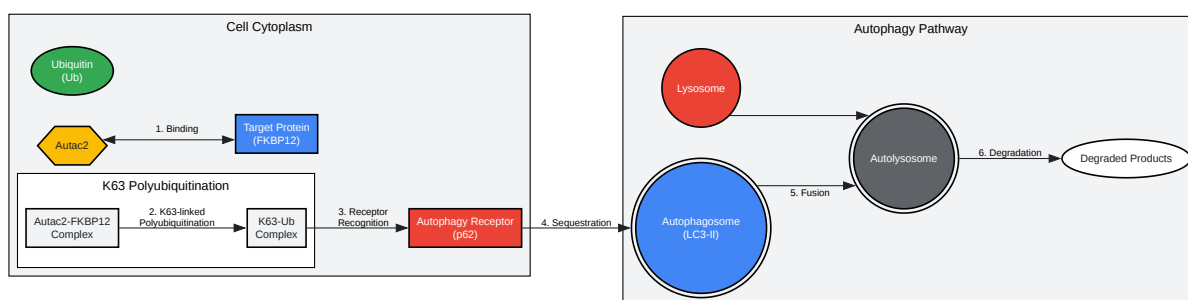 Cell Cytoplasm
Ubiquitin
(Ub)
Autac2
1. Binding
Target Protein
(FKBP12)
K63 Polyubiquitination
Autac2-FKBP12
Complex
2. K63-linked
Polyubiquitination
K63-Ub
Complex
3. Receptor
Recognition
Autophagy Receptor
(p62)
4. Sequestration
Autophagy Pathway
Lysosome
Autophagosome
(LC3-II)
5. Fusion
Autolysosome
6. Degradation
Degraded Products